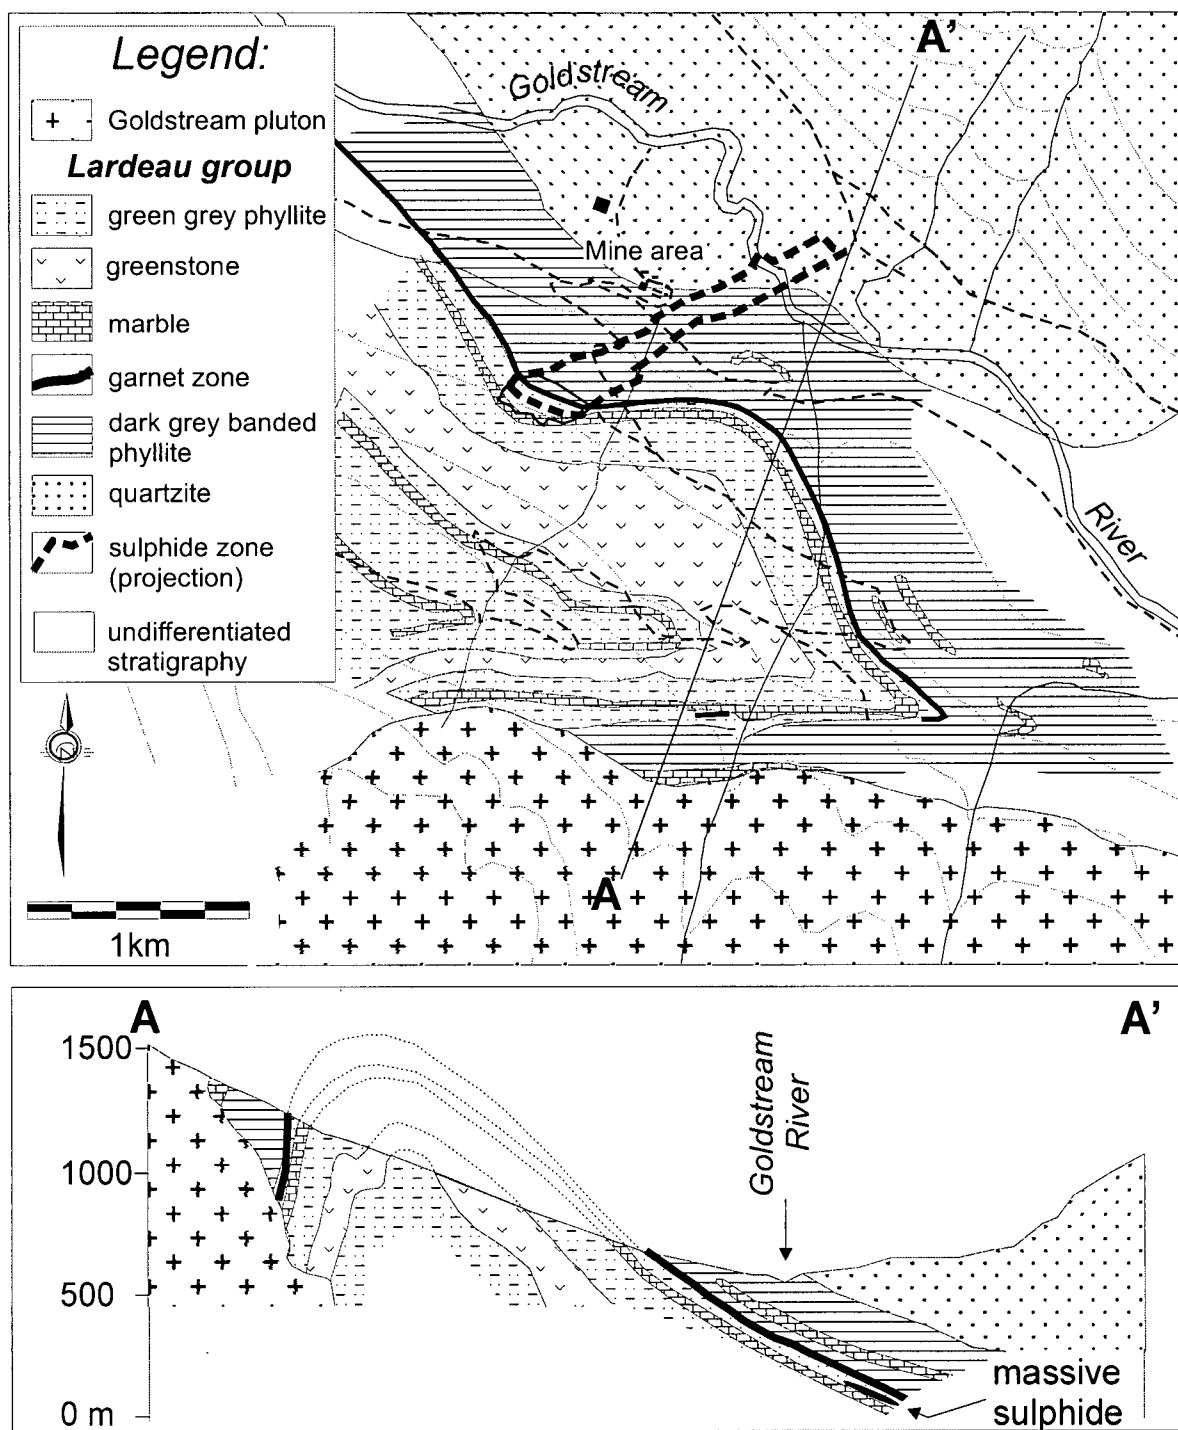 Legend:
Goldstream pluton
Lardeau group
green grey phyllite
greenstone
marble
garnet zone
dark grey banded
phyllite
quartzite
sulphide zone
(projection)
undifferentiated
stratigraphy
1km
A'
Goldstream
Mine area
River
A
N
A
A'
1500
1000
500
0 m
Goldstream
River
massive
sulphide